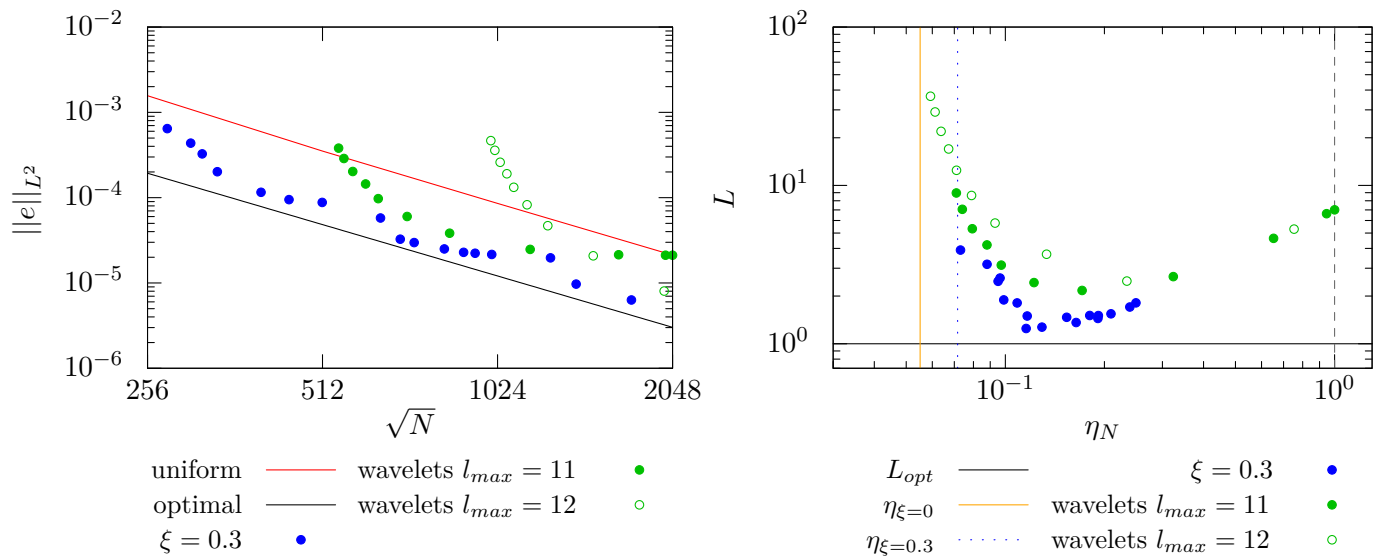 10^{-2}
10^{-3}
10^{-4}
10^{-5}
10^{-6}
||e||_{L^2}
256 512 1024 2048
√N
uniform wavelets l_{max} = 11
optimal wavelets l_{max} = 12
ξ = 0.3
10^2
10^1
10^0
L
10^{-1} 10^0
η_N
L_{opt} ξ = 0.3
η_{ξ=0} wavelets l_{max} = 11
η_{ξ=0.3} wavelets l_{max} = 12